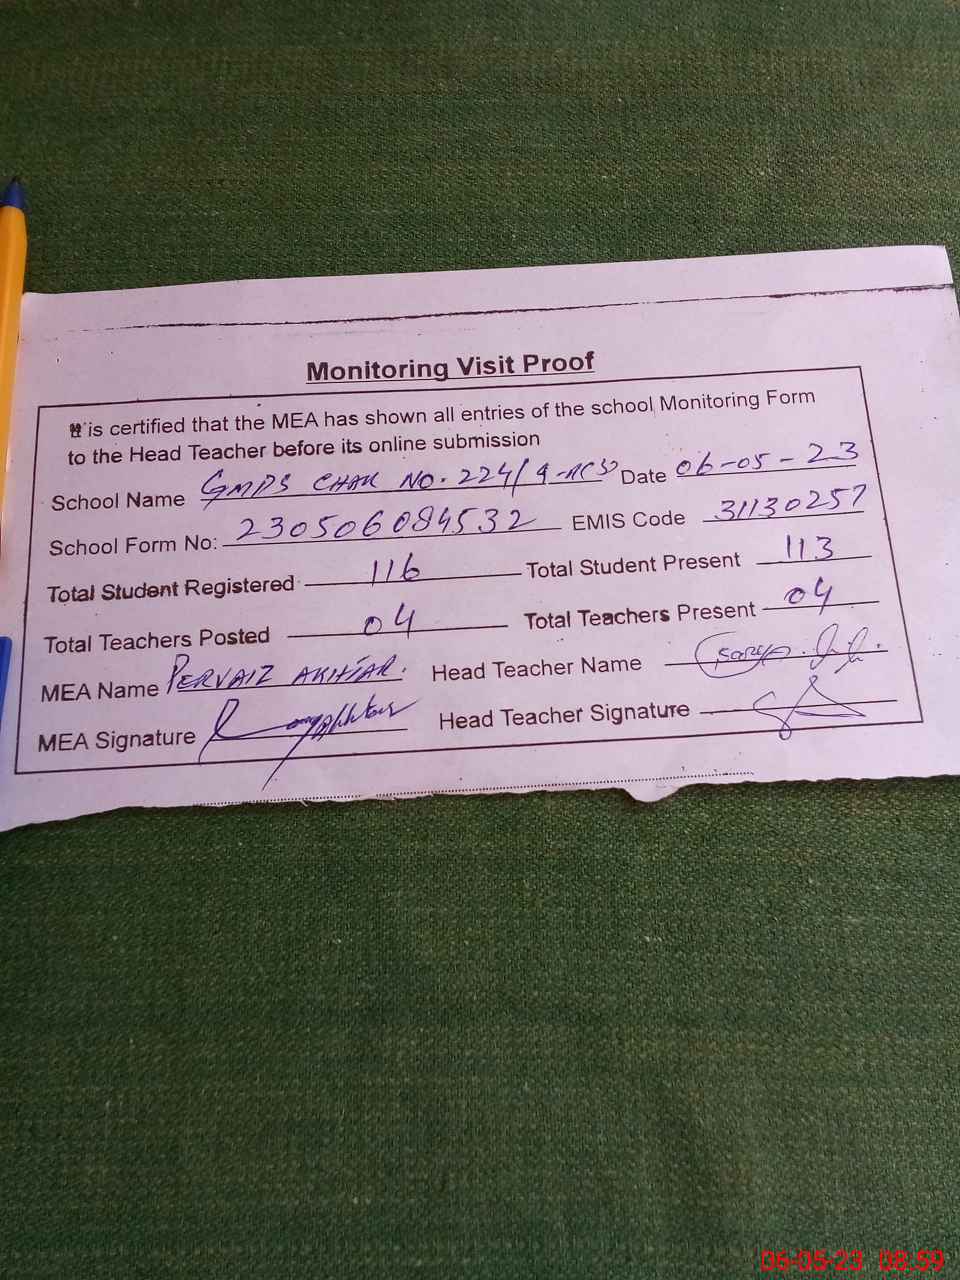 Monitoring Visit Proof
It is certified that the MEA has shown all entries of the school Monitoring Form
to the Head Teacher before its online submission
School Name GMPS CHAK NO. 224/9-R Date 06-05-23
School Form No: 230506084532 EMIS Code 31130257
Total Student Registered 116 Total Student Present 113
Total Teachers Posted 04 Total Teachers Present 04
MEA Name PERVAIZ AKHTAR. Head Teacher Name
MEA Signature Head Teacher Signature
06-05-23 08:59